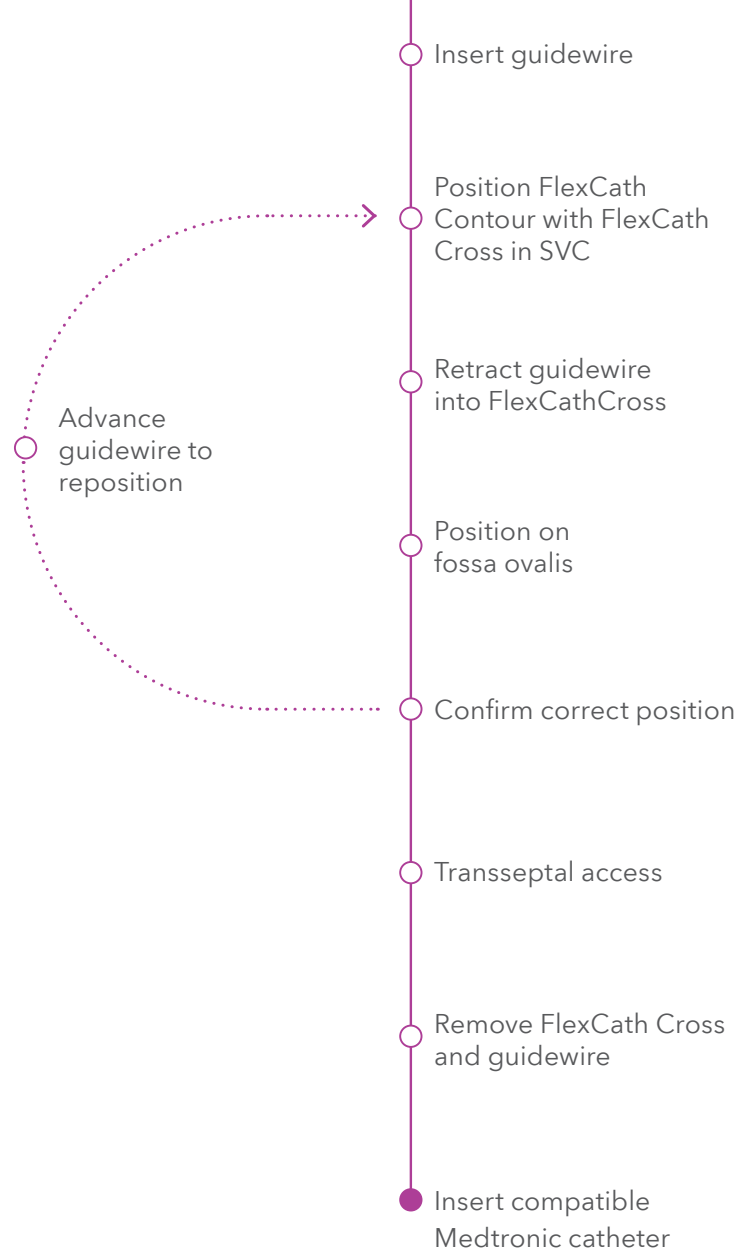 Insert guidewire
Position FlexCath
Contour with FlexCath
Cross in SVC
Retract guidewire
into FlexCathCross
Advance
guidewire to
reposition
Position on
fossa ovalis
Confirm correct position
Transseptal access
Remove FlexCath Cross
and guidewire
Insert compatible
Medtronic catheter